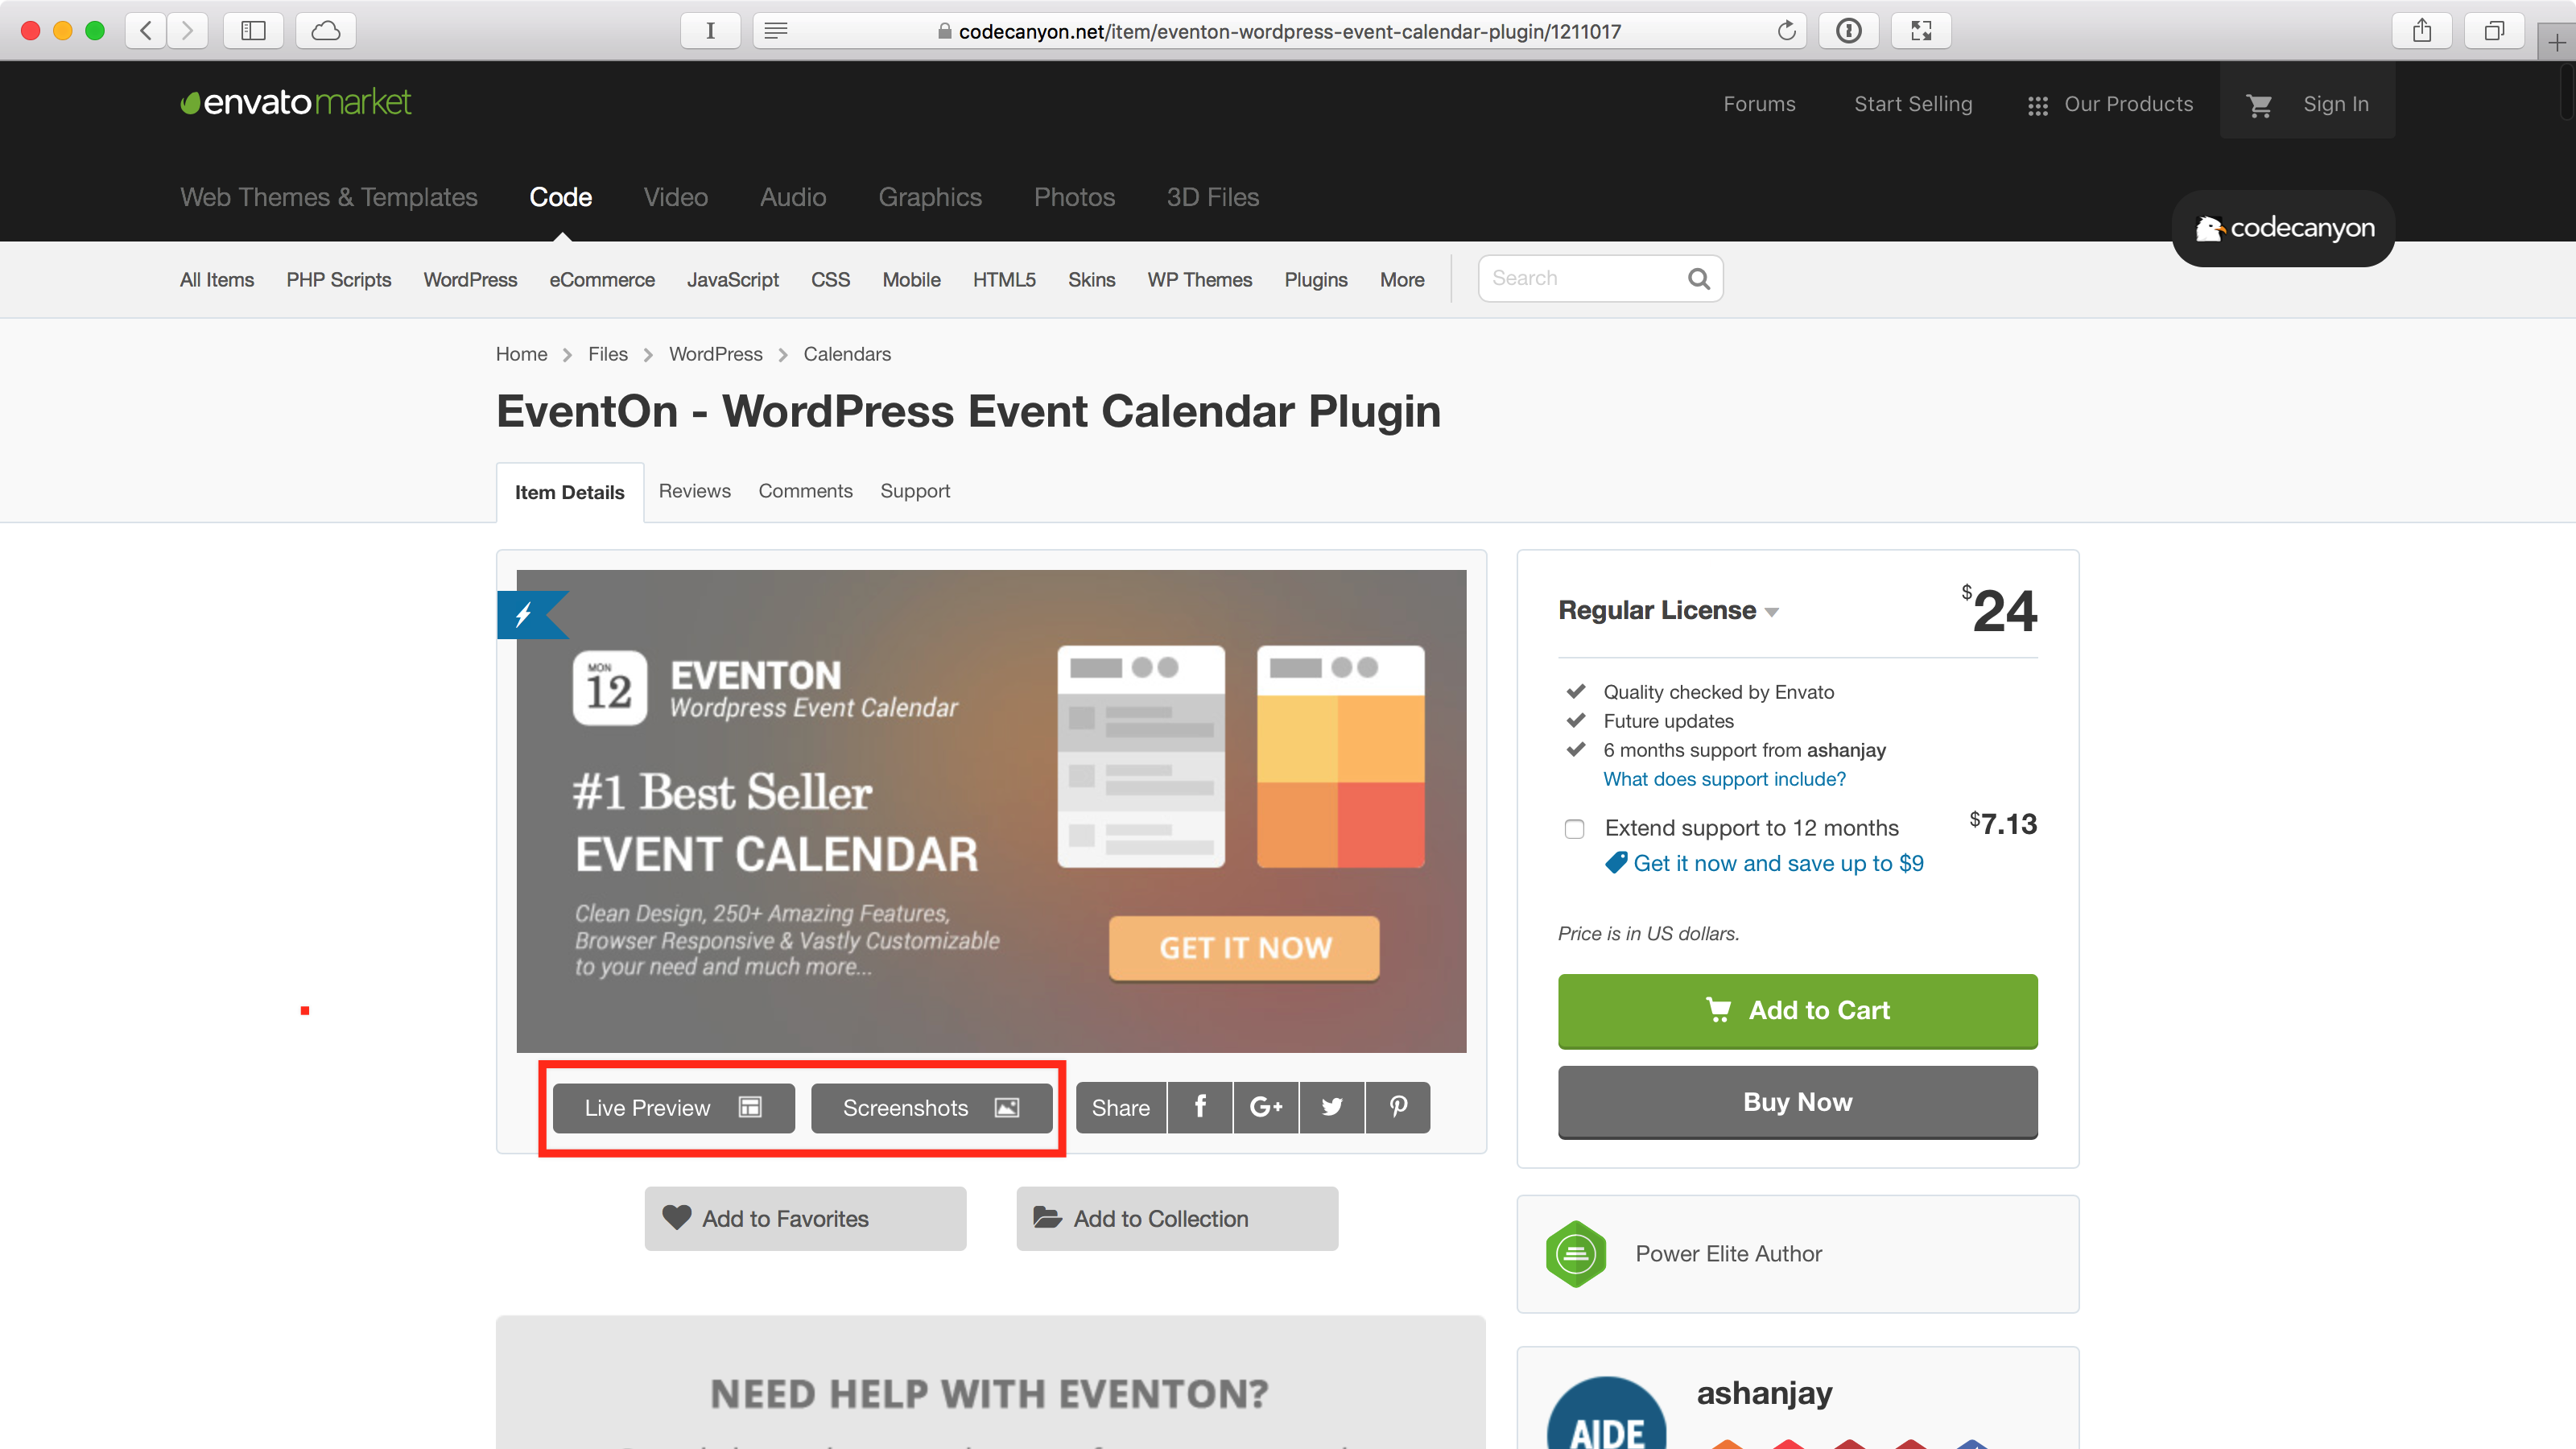 codecanyon.net/item/eventon-wordpress-event-calendar-plugin/1211017
envato market
Forums
Start Selling
Our Products
Sign In
Web Themes & Templates
Code
Video
Audio
Graphics
Photos
3D Files
codecanyon
All Items
PHP Scripts
WordPress
eCommerce
JavaScript
CSS
Mobile
HTML5
Skins
WP Themes
Plugins
More
Search
Home
Files
WordPress
Calendars
EventOn - WordPress Event Calendar Plugin
Item Details
Reviews
Comments
Support
MON
12
EVENTON
Wordpress Event Calendar
#1 Best Seller
EVENT CALENDAR
Clean Design, 250+ Amazing Features,
Browser Responsive & Vastly Customizable
to your need and much more...
GET IT NOW
Live Preview
Screenshots
Share
Add to Favorites
Add to Collection
NEED HELP WITH EVENTON?
Regular License
$24
Quality checked by Envato
Future updates
6 months support from ashanjay
What does support include?
Extend support to 12 months
$7.13
Get it now and save up to $9
Price is in US dollars.
Add to Cart
Buy Now
Power Elite Author
ashanjay
AIDE